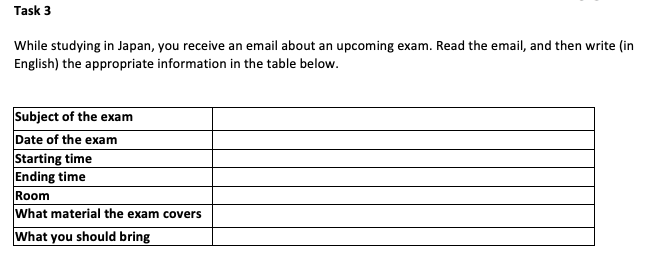 Task 3
While studying in Japan, you receive an email about an upcoming exam. Read the email, and then write (in
English) the appropriate information in the table below.
Subject of the exam
Date of the exam
Starting time
Ending time
Room
What material the exam covers
What you should bring